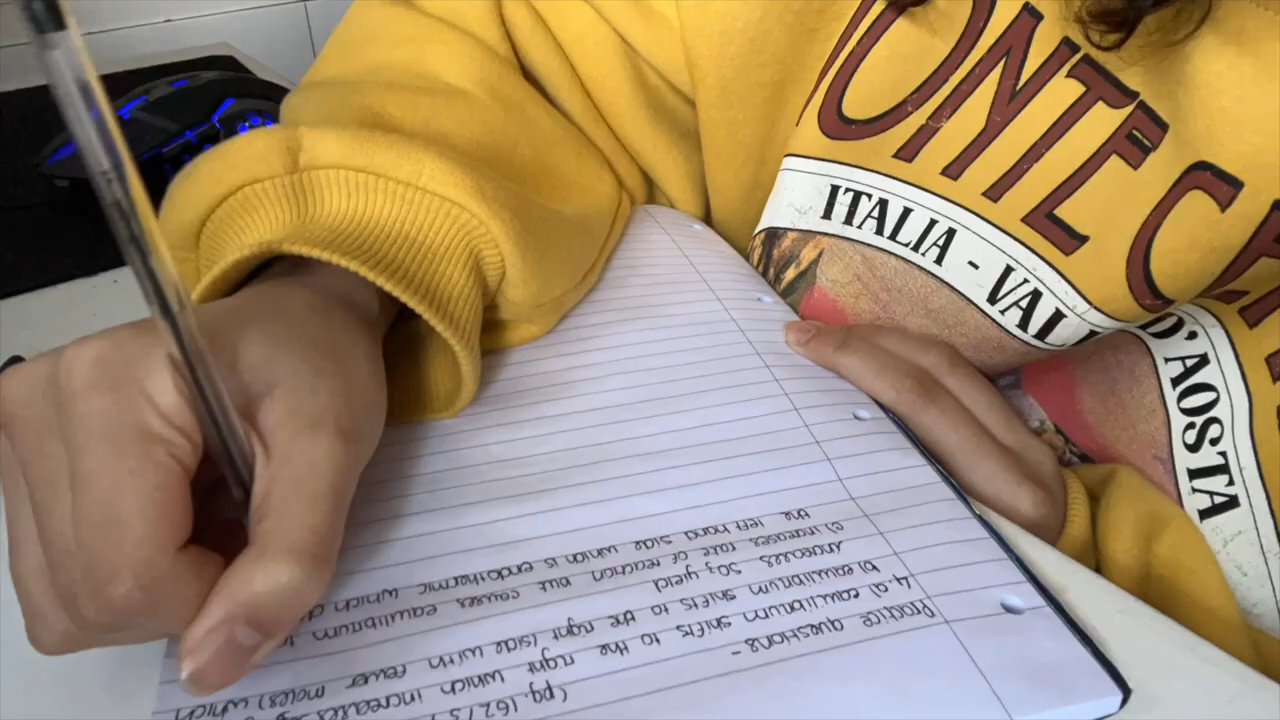 MONTE CE
ITALIA - VAL D'AOSTA
(pg. 162/3)
Practice questions -
4. a) equilibrium shifts to the right which increases
b) equilibrium shifts to the right (side with fewer moles) which
increases SO3 yield
c) increases rate of reaction but causes equilibrium
the left hand side which is endothermic which